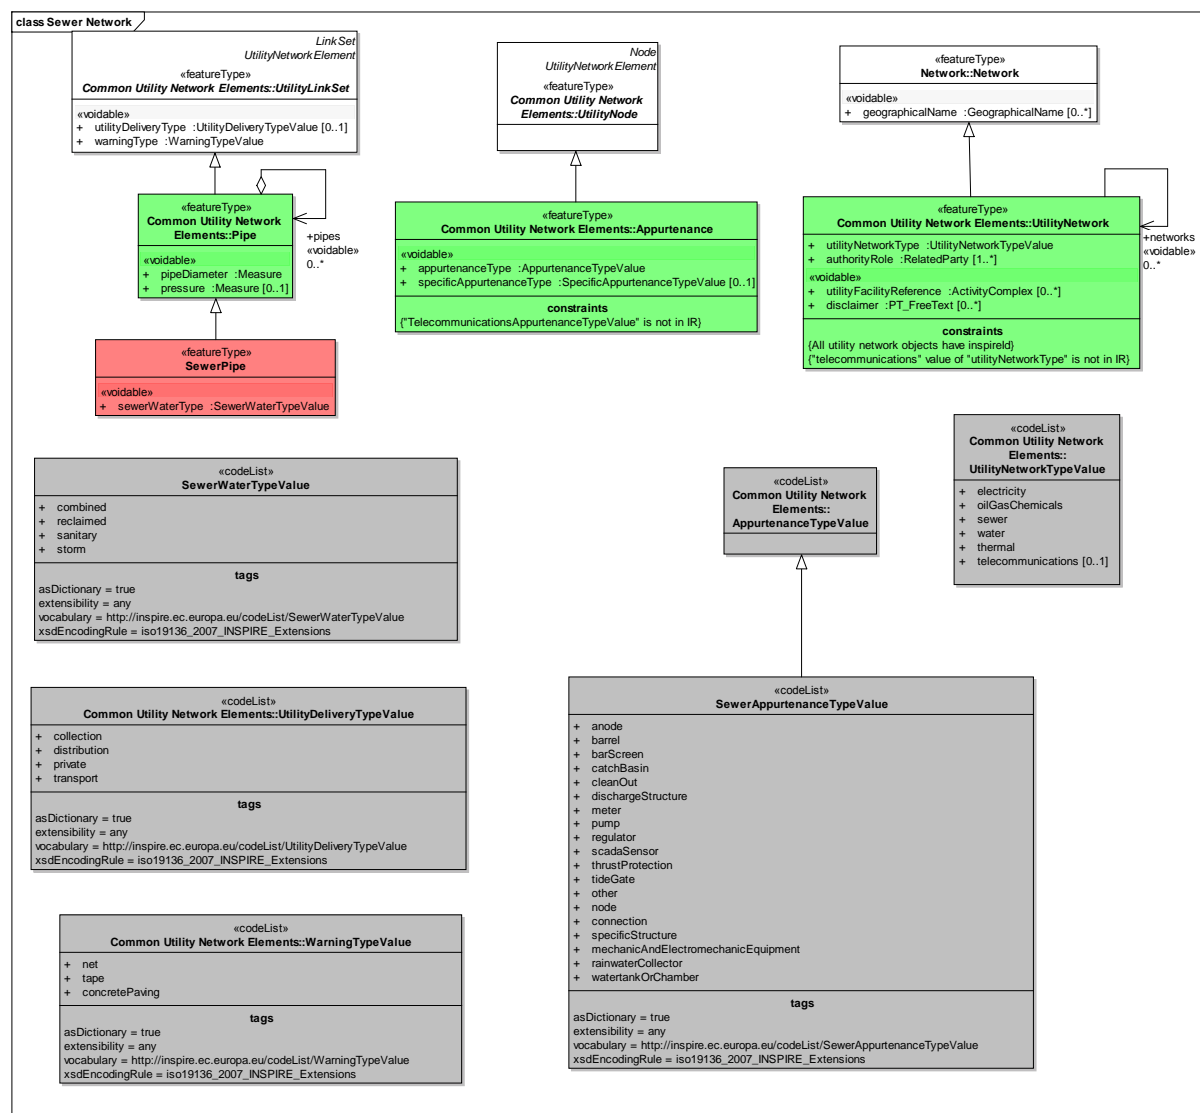 class Sewer Network
LinkSet
UtilityNetworkElement
«featureType»
Common Utility Network Elements::UtilityLinkSet
«voidable»
+ utilityDeliveryType :UtilityDeliveryTypeValue [0..1]
+ warningType :WarningTypeValue
Node
UtilityNetworkElement
«featureType»
Common Utility Network
Elements::UtilityNode
«featureType»
Network::Network
«voidable»
+ geographicalName :GeographicalName [0..*]
«featureType»
Common Utility Network
Elements::Pipe
«voidable»
+ pipeDiameter :Measure
+ pressure :Measure [0..1]
+pipes
«voidable»
0..*
«featureType»
Common Utility Network Elements::Appurtenance
«voidable»
+ appurtenanceType :AppurtenanceTypeValue
+ specificAppurtenanceType :SpecificAppurtenanceTypeValue [0..1]
constraints
{"TelecommunicationsAppurtenanceTypeValue" is not in IR}
«featureType»
Common Utility Network Elements::UtilityNetwork
+ utilityNetworkType :UtilityNetworkTypeValue
+ authorityRole :RelatedParty [1..*]
«voidable»
+ utilityFacilityReference :ActivityComplex [0..*]
+ disclaimer :PT_FreeText [0..*]
constraints
{All utility network objects have inspireId}
{"telecommunications" value of "utilityNetworkType" is not in IR}
+networks
«voidable»
0..*
«featureType»
SewerPipe
«voidable»
+ sewerWaterType :SewerWaterTypeValue
«codeList»
SewerWaterTypeValue
+ combined
+ reclaimed
+ sanitary
+ storm
tags
asDictionary = true
extensibility = any
vocabulary = http://inspire.ec.europa.eu/codeList/SewerWaterTypeValue
xsdEncodingRule = iso19136_2007_INSPIRE_Extensions
«codeList»
Common Utility Network
Elements::
AppurtenanceTypeValue
«codeList»
Common Utility Network
Elements::
UtilityNetworkTypeValue
+ electricity
+ oilGasChemicals
+ sewer
+ water
+ thermal
+ telecommunications [0..1]
«codeList»
Common Utility Network Elements::UtilityDeliveryTypeValue
+ collection
+ distribution
+ private
+ transport
tags
asDictionary = true
extensibility = any
vocabulary = http://inspire.ec.europa.eu/codeList/UtilityDeliveryTypeValue
xsdEncodingRule = iso19136_2007_INSPIRE_Extensions
«codeList»
SewerAppurtenanceTypeValue
+ anode
+ barrel
+ barScreen
+ catchBasin
+ cleanOut
+ dischargeStructure
+ meter
+ pump
+ regulator
+ scadaSensor
+ thrustProtection
+ tideGate
+ other
+ node
+ connection
+ specificStructure
+ mechanicAndElectromechanicEquipment
+ rainwaterCollector
+ watertankOrChamber
tags
asDictionary = true
extensibility = any
vocabulary = http://inspire.ec.europa.eu/codeList/SewerAppurtenanceTypeValue
xsdEncodingRule = iso19136_2007_INSPIRE_Extensions
«codeList»
Common Utility Network Elements::WarningTypeValue
+ net
+ tape
+ concretePaving
tags
asDictionary = true
extensibility = any
vocabulary = http://inspire.ec.europa.eu/codeList/WarningTypeValue
xsdEncodingRule = iso19136_2007_INSPIRE_Extensions